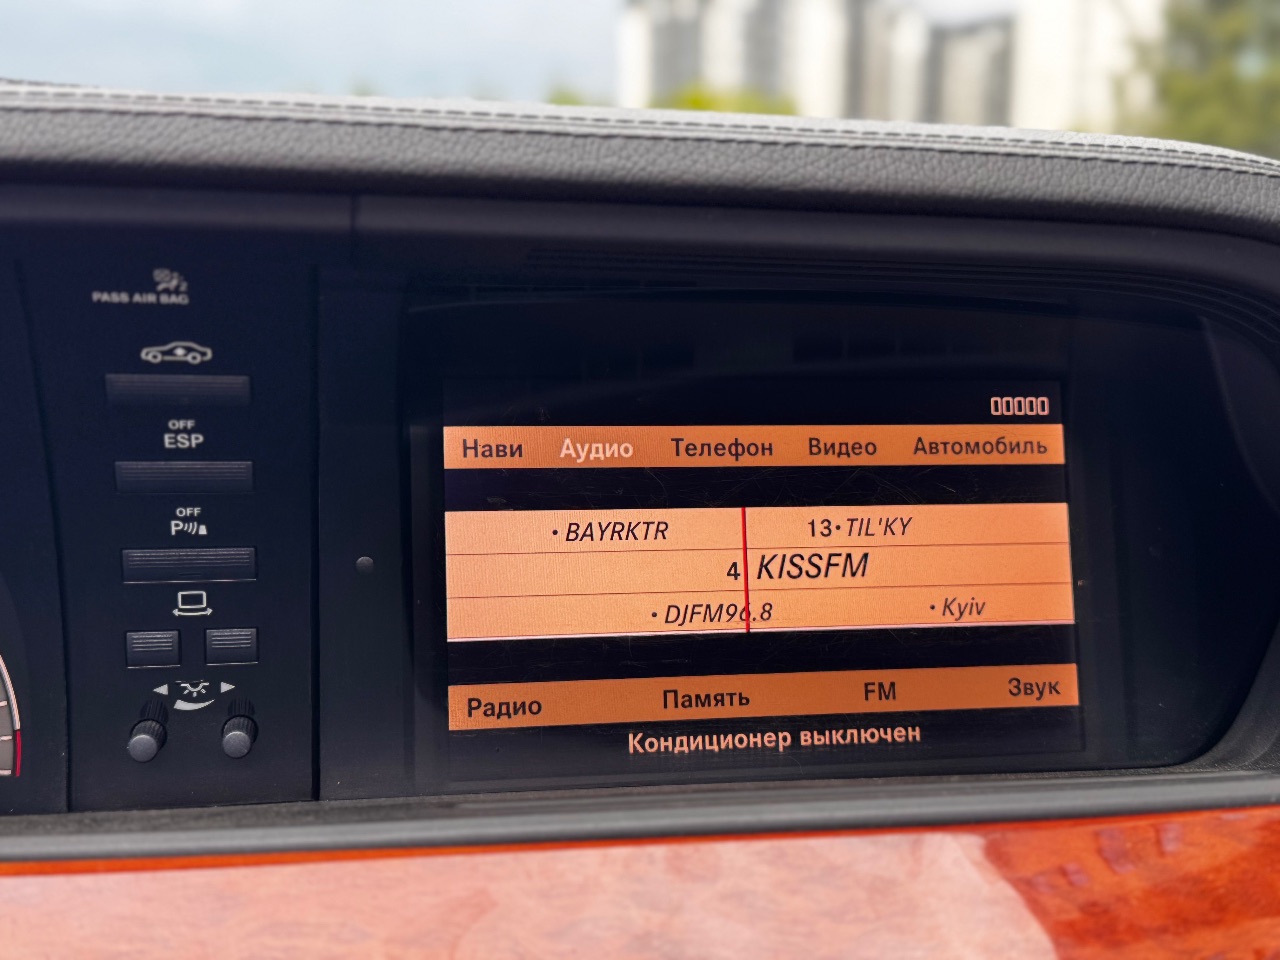 PASS AIR BAG
OFF
ESP
OFF
P
Нави Аудио Телефон Видео Автомобиль
• BAYRKTR 13• TIL'KY
4 KISSFM
• DJFM96.8 • Kyiv
Радио Память FM Звук
Кондиционер выключен